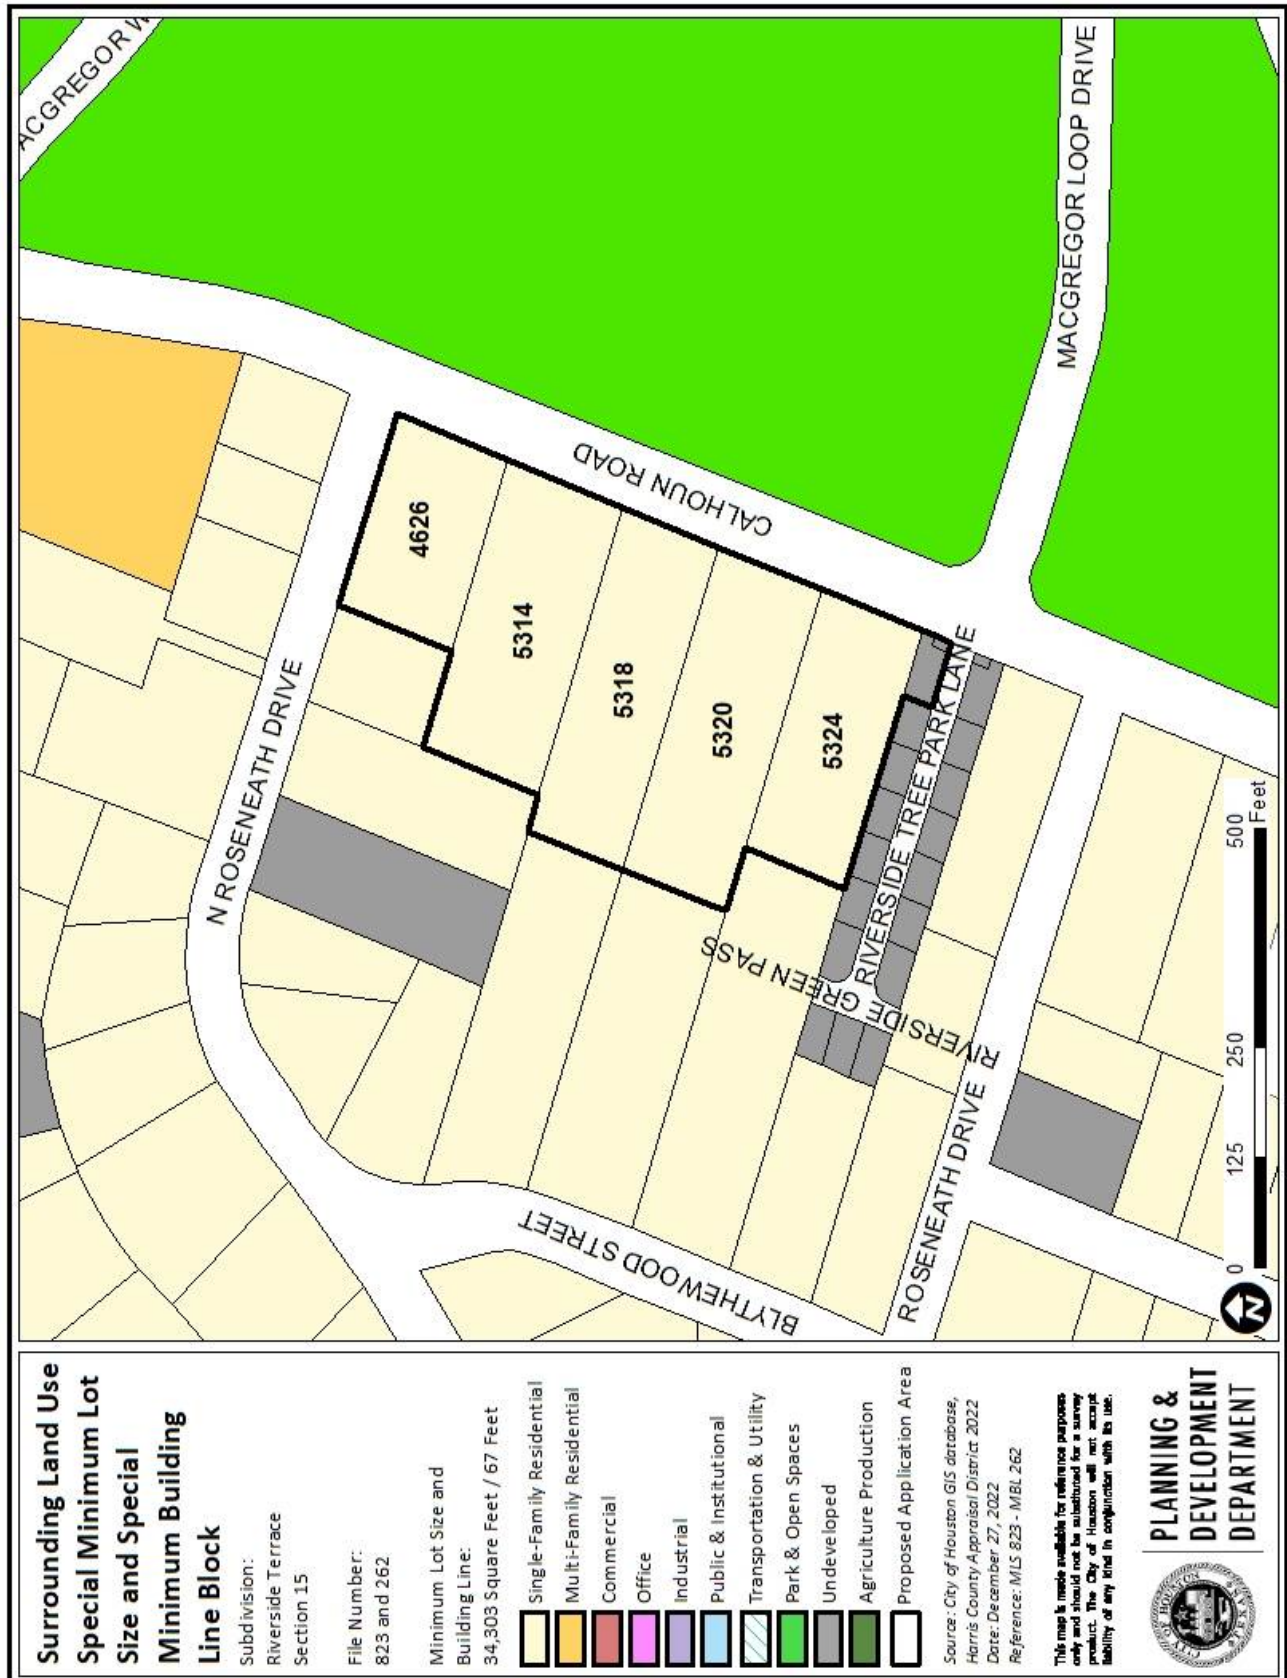 Surrounding Land Use
Special Minimum Lot
Size and Special
Minimum Building
Line Block
Subdivision:
Riverside Terrace
Section 15
File Number:
823 and 262
Minimum Lot Size and
Building Line:
34,303 Square Feet / 67 Feet
Single-Family Residential
Multi-Family Residential
Commercial
Office
Industrial
Public & Institutional
Transportation & Utility
Park & Open Spaces
Undeveloped
Agriculture Production
Proposed Application Area
Source: City of Houston GIS database,
Harris County Appraisal District 2022
Date: December 27, 2022
Reference: MLS 823 - MBL 262
This map is made available for reference purposes
only and should not be substituted for a survey
product. The City of Houston will not accept
liability of any kind in conjunction with its use.
PLANNING &
DEVELOPMENT
DEPARTMENT
CITY OF HOUSTON
TEXAS
ACGREGOR W
N ROSENEATH DRIVE
4626
5314
5318
5320
5324
CALHOUN ROAD
MACGREGOR LOOP DRIVE
RIVERSIDE TREE PARK LANE
RIVERSIDE GREEN PASS
BLYTHEWOOD STREET
ROSENEATH DRIVE
N
0 125 250 500
Feet